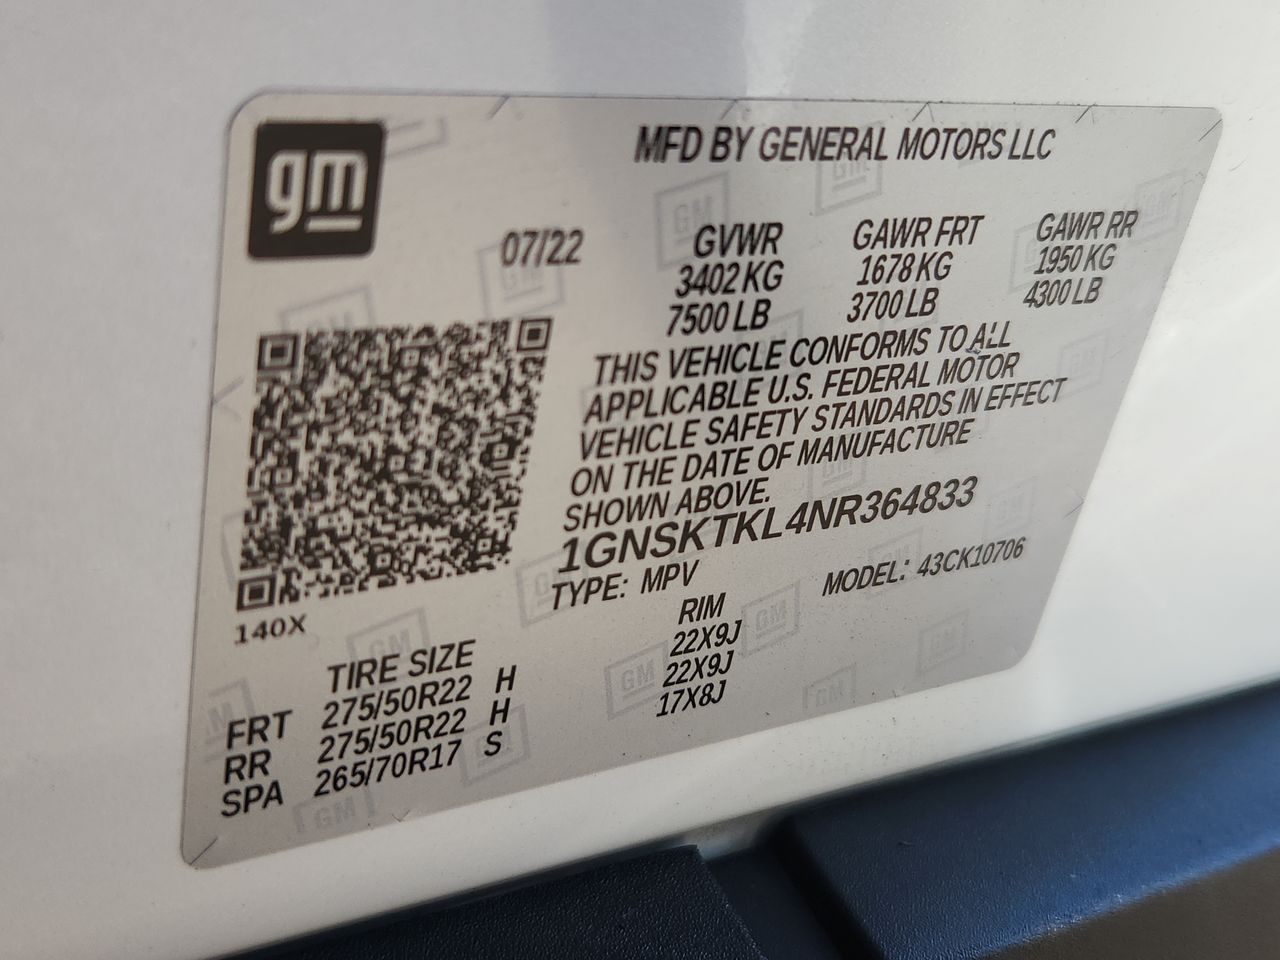 gm
MFD BY GENERAL MOTORS LLC
07/22
GVWR GAWR FRT GAWR RR
3402 KG 1678 KG 1950 KG
7500 LB 3700 LB 4300 LB
THIS VEHICLE CONFORMS TO ALL
APPLICABLE U.S. FEDERAL MOTOR
VEHICLE SAFETY STANDARDS IN EFFECT
ON THE DATE OF MANUFACTURE
SHOWN ABOVE.
1GNSKTKL4NR364833
TYPE: MPV MODEL: 43CK10706
140X
TIRE SIZE RIM
FRT 275/50R22 H 22X9J
RR 275/50R22 H 22X9J
SPA 265/70R17 S 17X8J